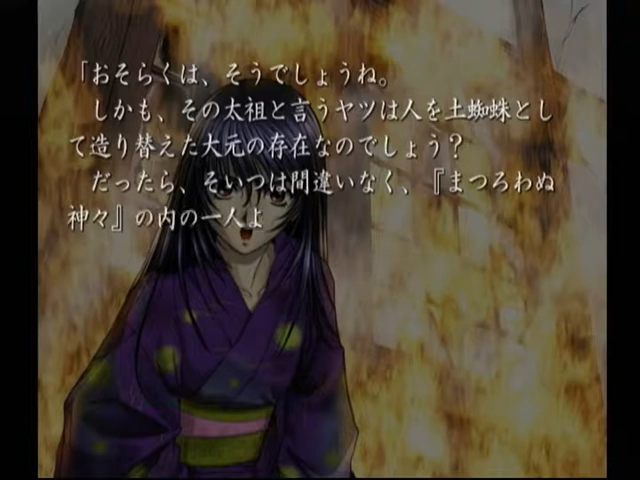 「おそらくは、そうでしょうね。
しかも、その太祖と言うヤツは人を土蜘蛛とし
て造り替えた大元の存在なのでしょう？
だったら、そいつは間違いなく、『まつろわぬ
神々』の内の一人よ